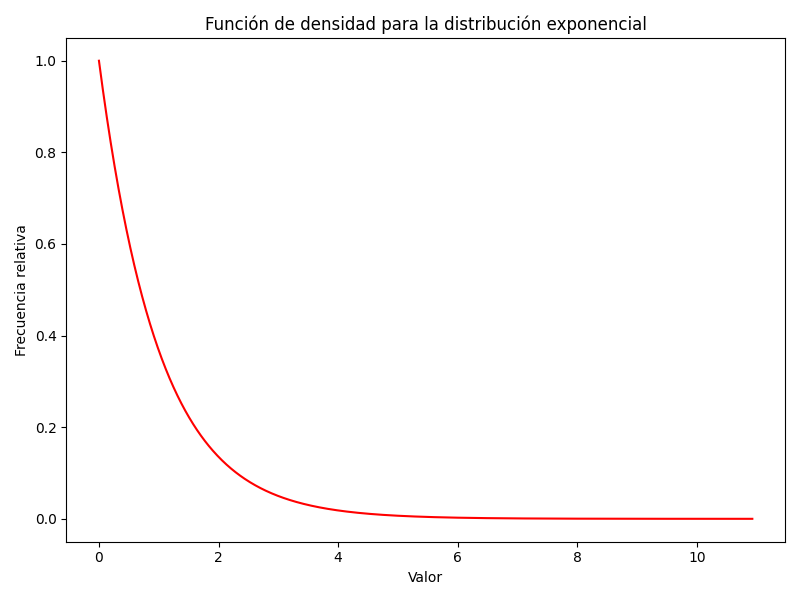 Función de densidad para la distribución exponencial
1.0
0.8
0.6
0.4
0.2
0.0
Frecuencia relativa
0 2 4 6 8 10
Valor